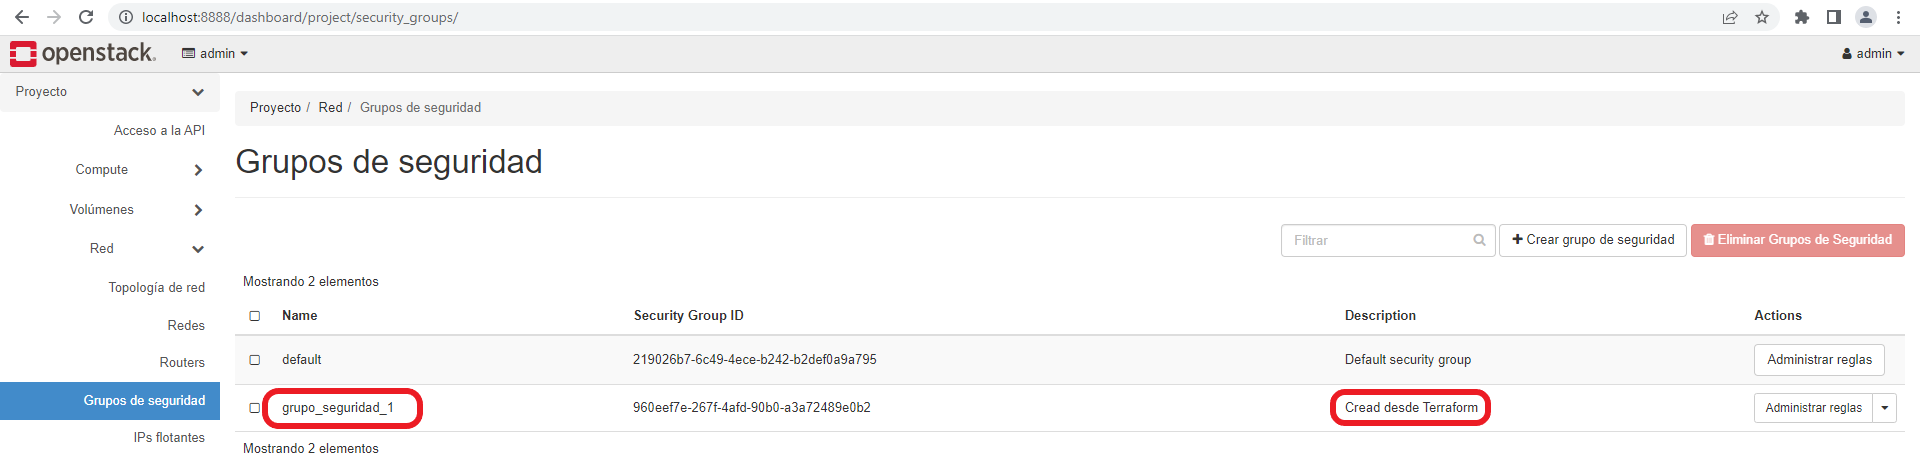 localhost:8888/dashboard/project/security_groups/
openstack. admin admin
Proyecto
Acceso a la API
Compute
Volúmenes
Red
Topología de red
Redes
Routers
Grupos de seguridad
IPs flotantes
Proyecto / Red / Grupos de seguridad
Grupos de seguridad
Filtrar + Crear grupo de seguridad Eliminar Grupos de Seguridad
Mostrando 2 elementos
Name Security Group ID Description Actions
default 219026b7-6c49-4ece-b242-b2def0a9a795 Default security group Administrar reglas
grupo_seguridad_1 960eef7e-267f-4afd-90b0-a3a72489e0b2 Cread desde Terraform Administrar reglas
Mostrando 2 elementos